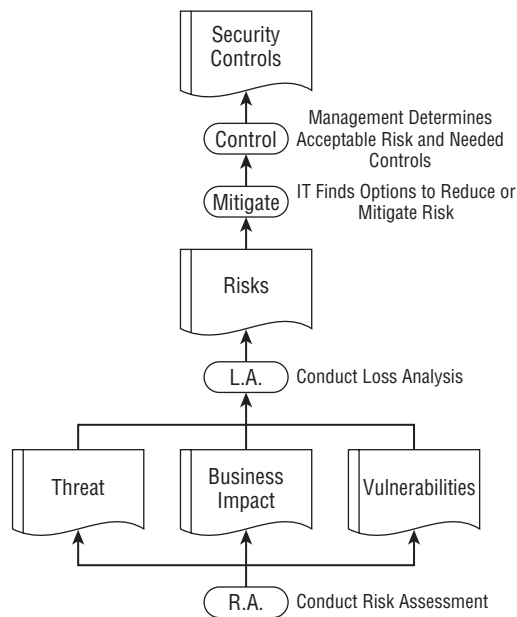 Security
Controls
Control
Management Determines
Acceptable Risk and Needed
Controls
Mitigate
IT Finds Options to Reduce or
Mitigate Risk
Risks
L.A.
Conduct Loss Analysis
Threat
Business
Impact
Vulnerabilities
R.A.
Conduct Risk Assessment